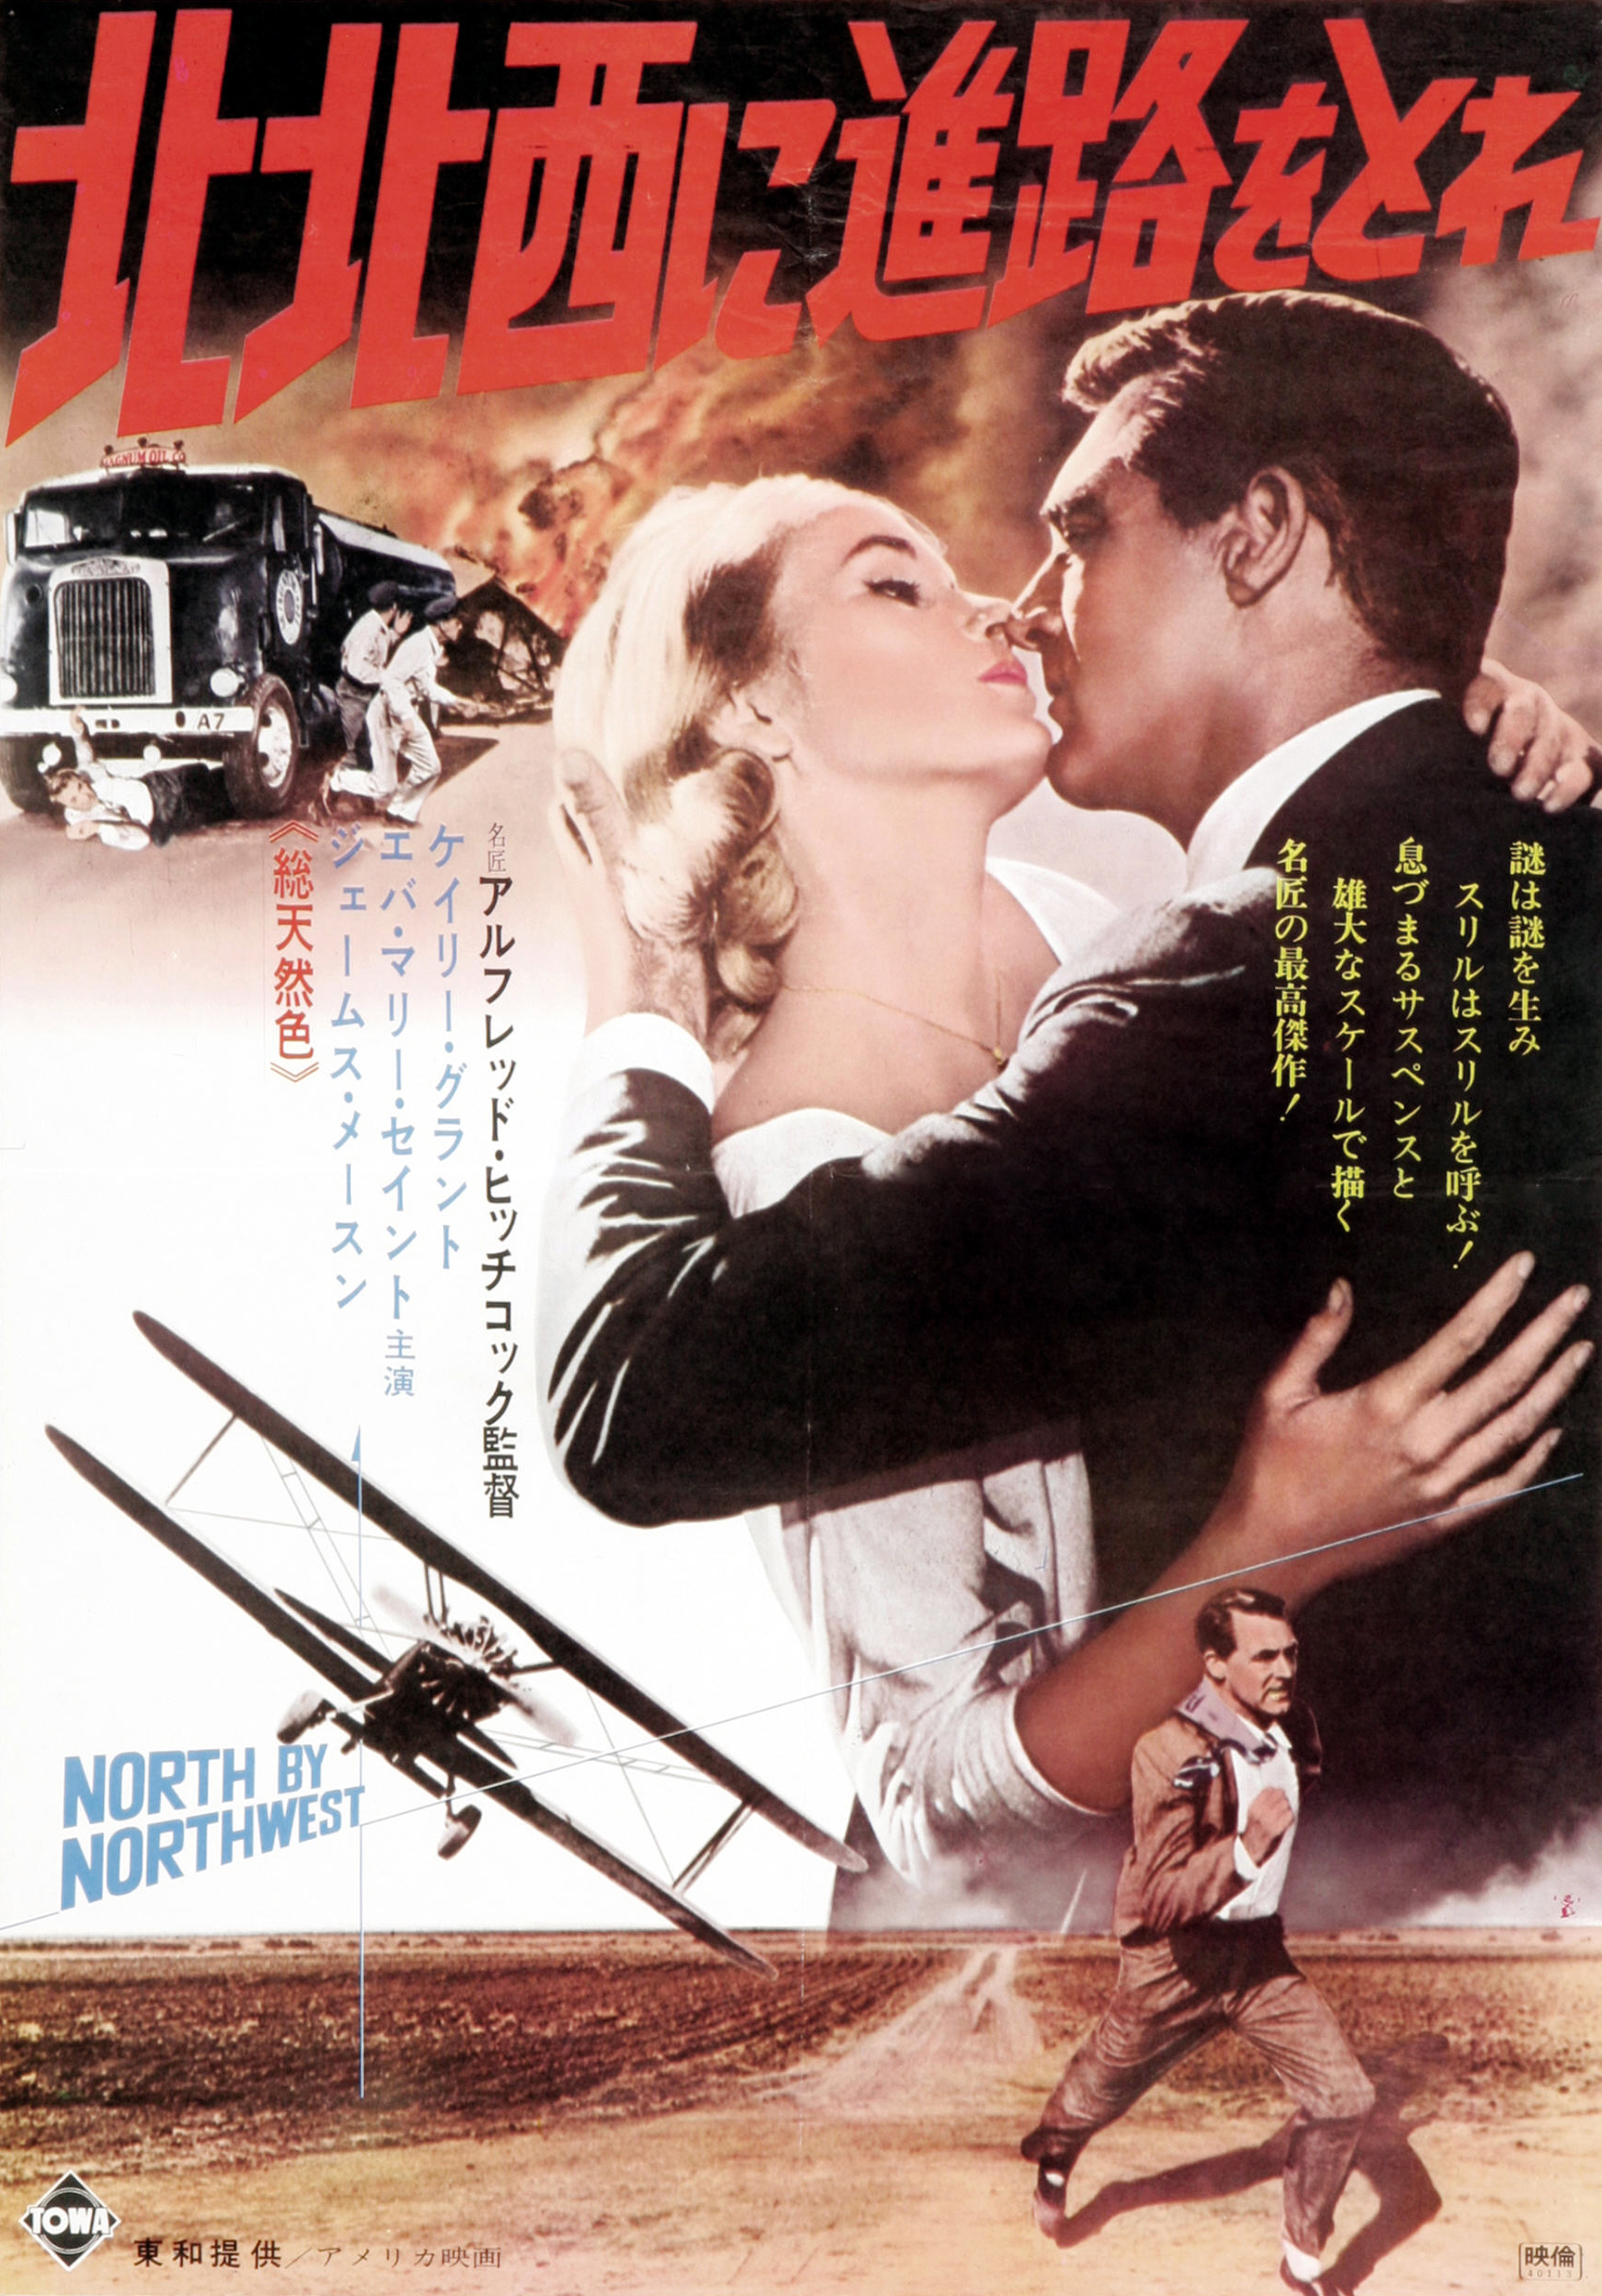 北北西に進路をとれ
MAGNUM OIL CO
A7
謎は謎を生み
スリルはスリルを呼ぶ!
息づまるサスペンスと
雄大なスケールで描く
名匠の最高傑作!
名匠 アルフレッド・ヒッチコック監督
ケイリー・グラント
エバ・マリー・セイント主演
ジェームス・メースン
《総天然色》
NORTH BY
NORTHWEST
TOWA
東和提供/アメリカ映画
映倫
40113